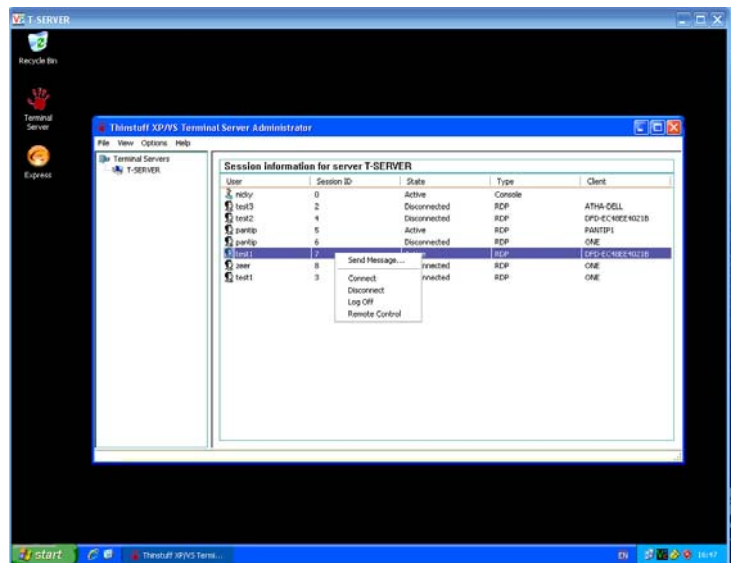 T-SERVER
Recycle Bin
Terminal Server
Express
Thinstuff XP/VS Terminal Server Administrator
File View Options Help
Terminal Servers
T-SERVER
Session information for server T-SERVER
User Session ID State Type Client
nicky 0 Active Console
test3 2 Disconnected RDP ATHA-DELL
test2 4 Disconnected RDP DPD-EC48EE4021B
pantip 5 Active RDP PANTIP1
pantip 6 Disconnected RDP ONE
test1 7 RDP DPD-EC48EE4021B
zeer 8 nnected RDP ONE
test1 3 nnected RDP ONE
Send Message...
Connect
Disconnect
Log Off
Remote Control
start
Thinstuff XP/VS Termi...
EN
16:47